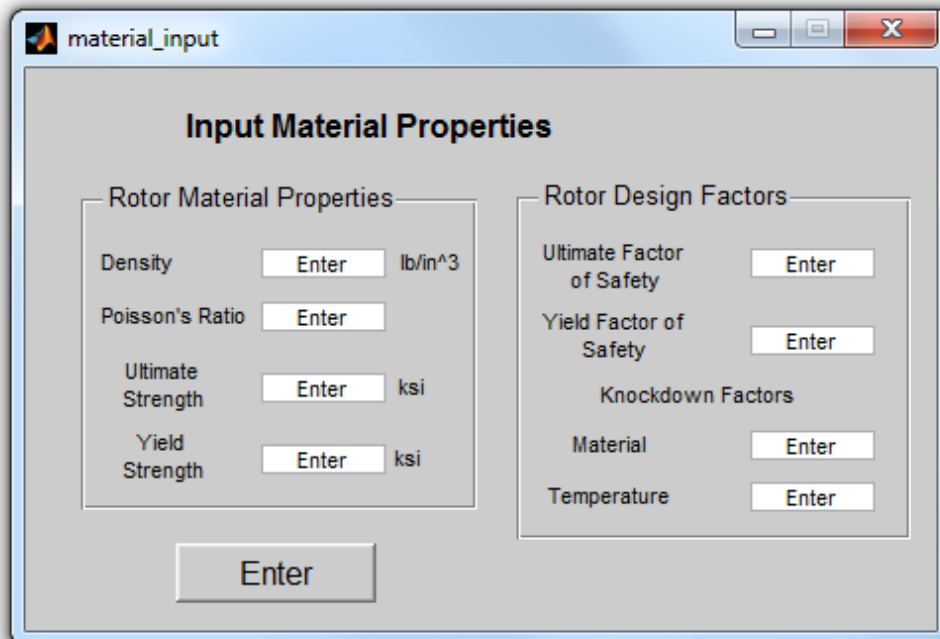 material_input
Input Material Properties
Rotor Material Properties
Density Enter lb/in^3
Poisson's Ratio Enter
Ultimate
Strength Enter ksi
Yield
Strength Enter ksi
Enter
Rotor Design Factors
Ultimate Factor
of Safety Enter
Yield Factor of
Safety Enter
Knockdown Factors
Material Enter
Temperature Enter